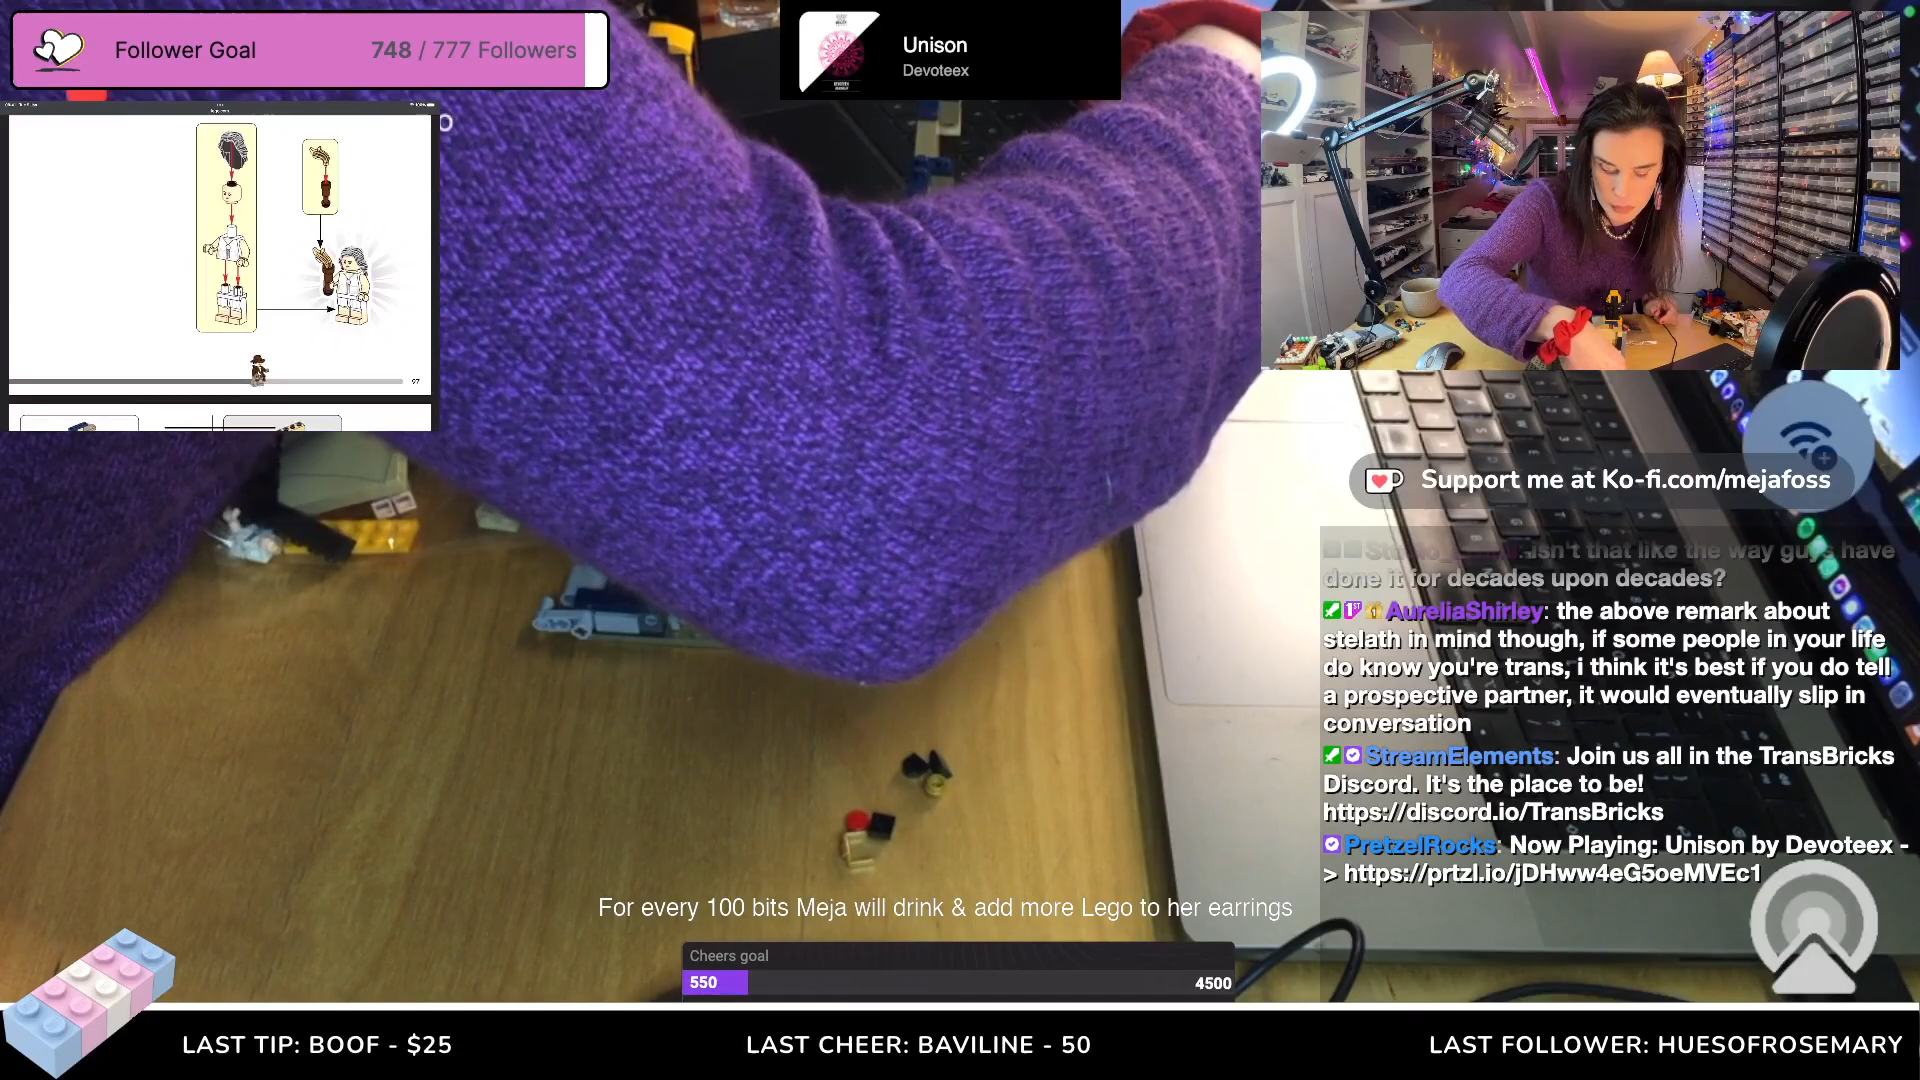 Follower Goal 748 / 777 Followers
Unison
Devoteex
97
Support me at Ko-fi.com/mejafoss
isn't that like the way guys have
done it for decades upon decades?
AureliaShirley: the above remark about
stelath in mind though, if some people in your life
do know you're trans, i think it's best if you do tell
a prospective partner, it would eventually slip in
conversation
StreamElements: Join us all in the TransBricks
Discord. It's the place to be!
https://discord.io/TransBricks
PretzelRocks: Now Playing: Unison by Devoteex -
> https://prtzl.io/jDHww4eG5oeMVEc1
For every 100 bits Meja will drink & add more Lego to her earrings
Cheers goal
550 4500
LAST TIP: BOOF - $25 LAST CHEER: BAVILINE - 50 LAST FOLLOWER: HUESOFROSEMARY